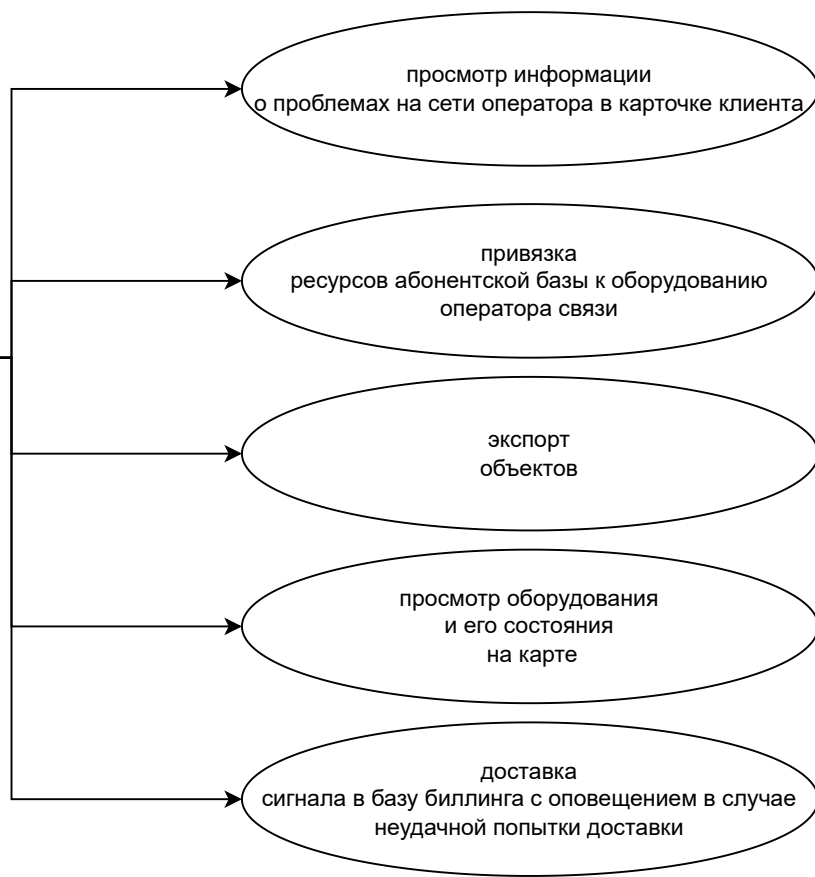 просмотр информации
о проблемах на сети оператора в карточке клиента
привязка
ресурсов абонентской базы к оборудованию
оператора связи
экспорт
объектов
просмотр оборудования
и его состояния
на карте
доставка
сигнала в базу биллинга с оповещением в случае
неудачной попытки доставки